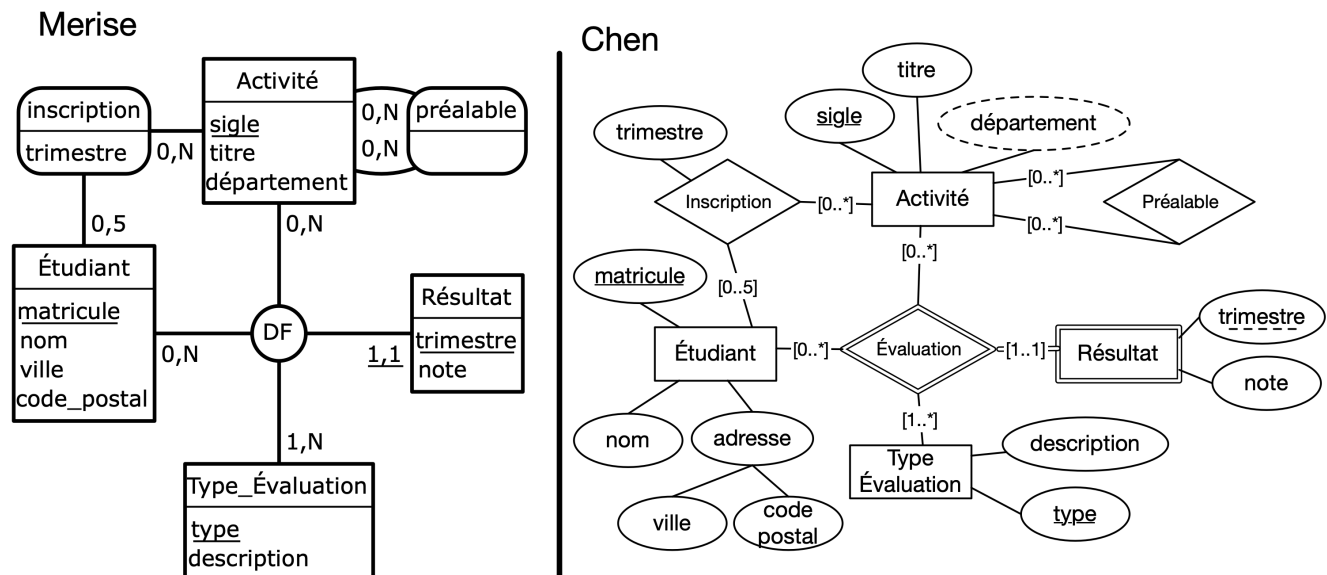 Merise
Activité
sigle
titre
département
inscription
trimestre
0,N
0,N
0,N
préalable
0,5
0,N
Étudiant
matricule
nom
ville
code_postal
0,N
DF
1,1
Résultat
trimestre
note
1,N
Type_Évaluation
type
description
Chen
titre
sigle
département
trimestre
Inscription
[0..*]
Activité
[0..*]
[0..*]
Préalable
[0..*]
matricule
[0..5]
Étudiant
[0..*]
Évaluation
[1..1]
Résultat
trimestre
note
nom
adresse
ville
code
postal
[1..*]
Type
Évaluation
description
type